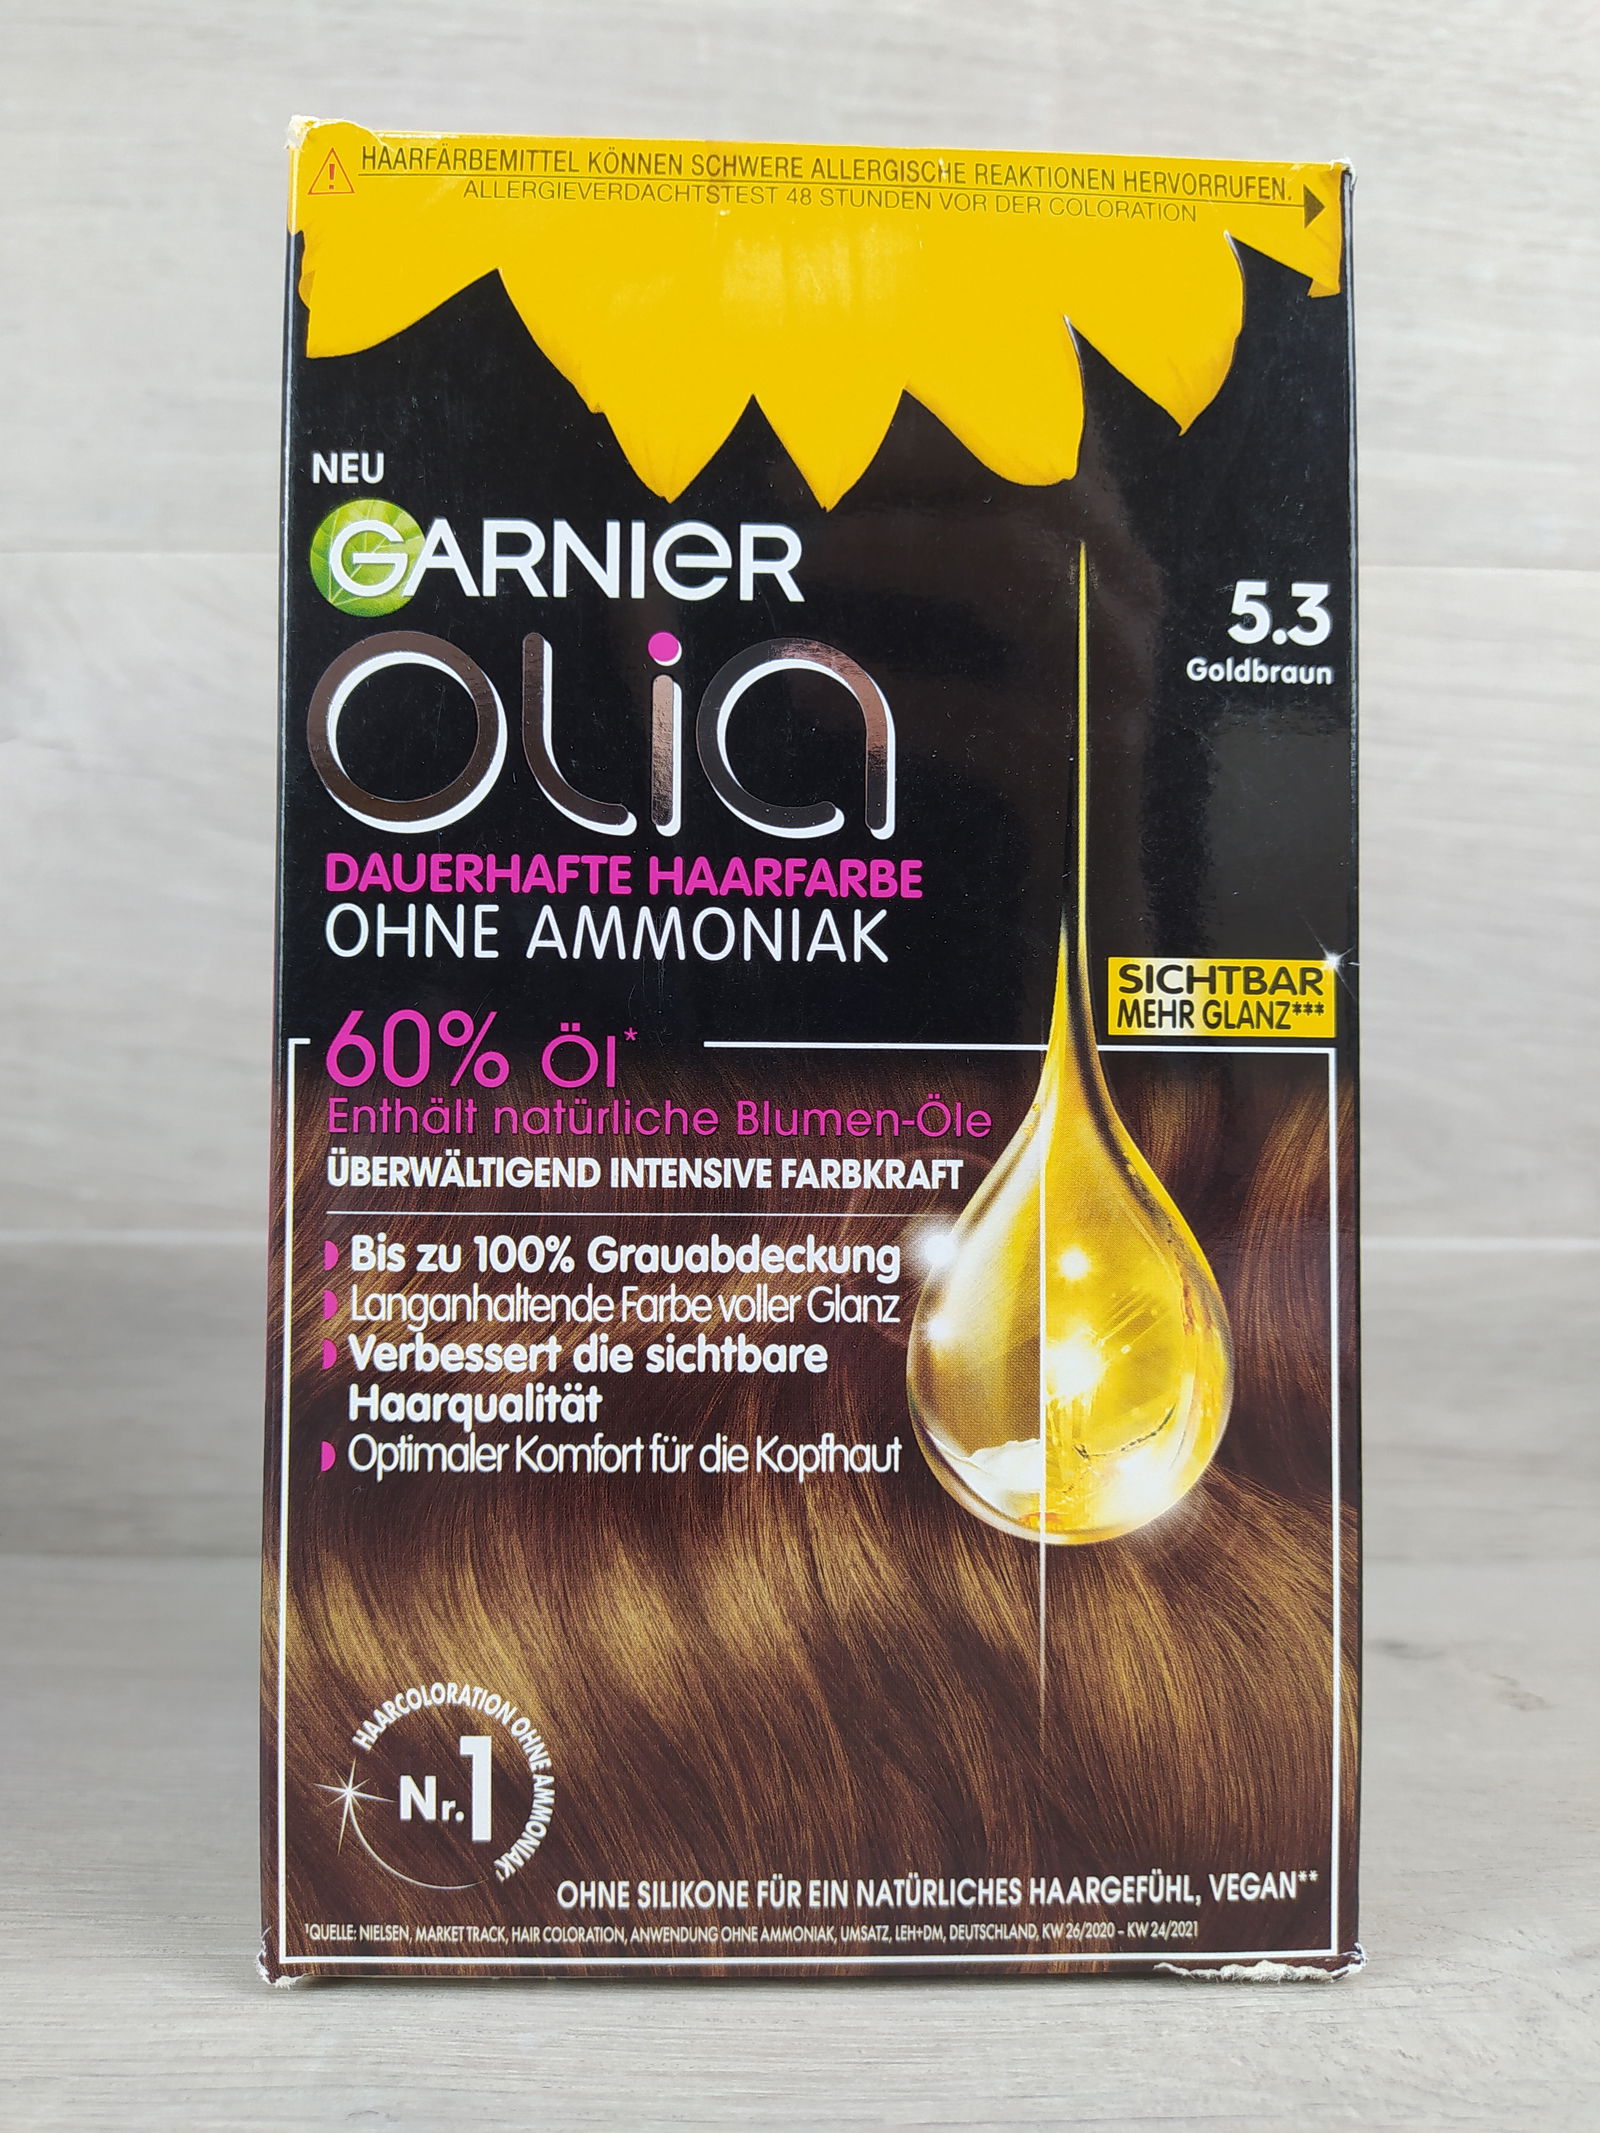 HAARFÄRBEMITTEL KÖNNEN SCHWERE ALLERGISCHE REAKTIONEN HERVORRUFEN.
ALLERGIEVERDACHTSTEST 48 STUNDEN VOR DER COLORATION
NEU
GARNIER
OLIA
5.3
Goldbraun
DAUERHAFTE HAARFARBE
OHNE AMMONIAK
SICHTBAR
MEHR GLANZ***
60% Öl*
Enthält natürliche Blumen-Öle
ÜBERWÄLTIGEND INTENSIVE FARBKRAFT
Bis zu 100% Grauabdeckung
Langanhaltende Farbe voller Glanz
Verbessert die sichtbare
Haarqualität
Optimaler Komfort für die Kopfhaut
HAARCOLORATION OHNE AMMONIAK¹
Nr.1
OHNE SILIKONE FÜR EIN NATÜRLICHES HAARGEFÜHL, VEGAN**
¹QUELLE: NIELSEN, MARKET TRACK, HAIR COLORATION, ANWENDUNG OHNE AMMONIAK, UMSATZ, LEH+DM, DEUTSCHLAND, KW 26/2020 – KW 24/2021